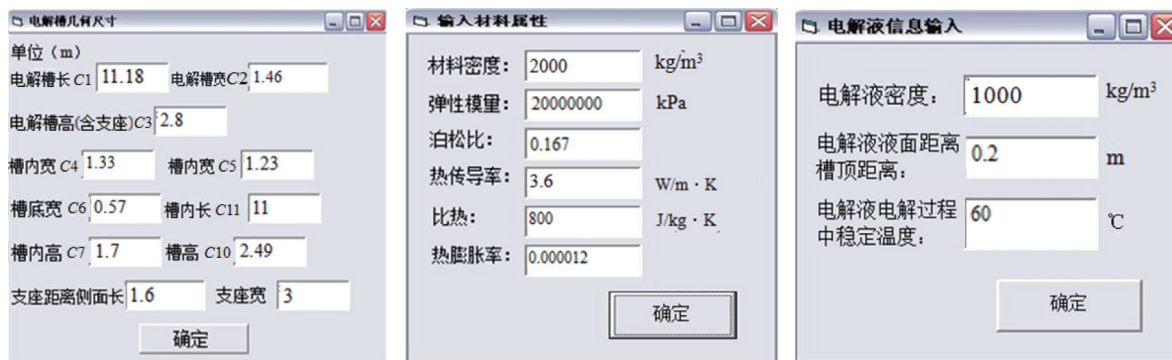 电解槽几何尺寸
单位（m）
电解槽长 C1 11.18 电解槽宽C2 1.46
电解槽高(含支座)C3 2.8
槽内宽 C4 1.33 槽内宽 C5 1.23
槽底宽 C6 0.57 槽内长 C11 11
槽内高 C7 1.7 槽高 C10 2.49
支座距离侧面长 1.6 支座宽 3
确定
输入材料属性
材料密度： 2000 kg/m³
弹性模量： 20000000 kPa
泊松比： 0.167
热传导率： 3.6 W/m · K
比热： 800 J/kg · K
热膨胀率： 0.000012
确定
电解液信息输入
电解液密度： 1000 kg/m³
电解液液面距离
槽顶距离： 0.2 m
电解液电解过程
中稳定温度： 60 ℃
确定